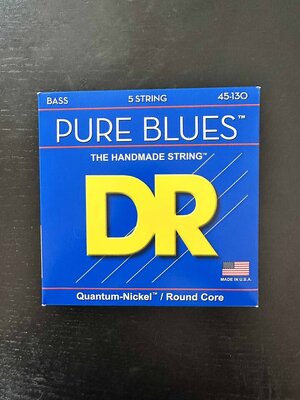 BASS 5 STRING 45-130
PURE BLUES™
THE HANDMADE STRING™
DR
MADE IN U.S.A.
Quantum-Nickel™ / Round Core